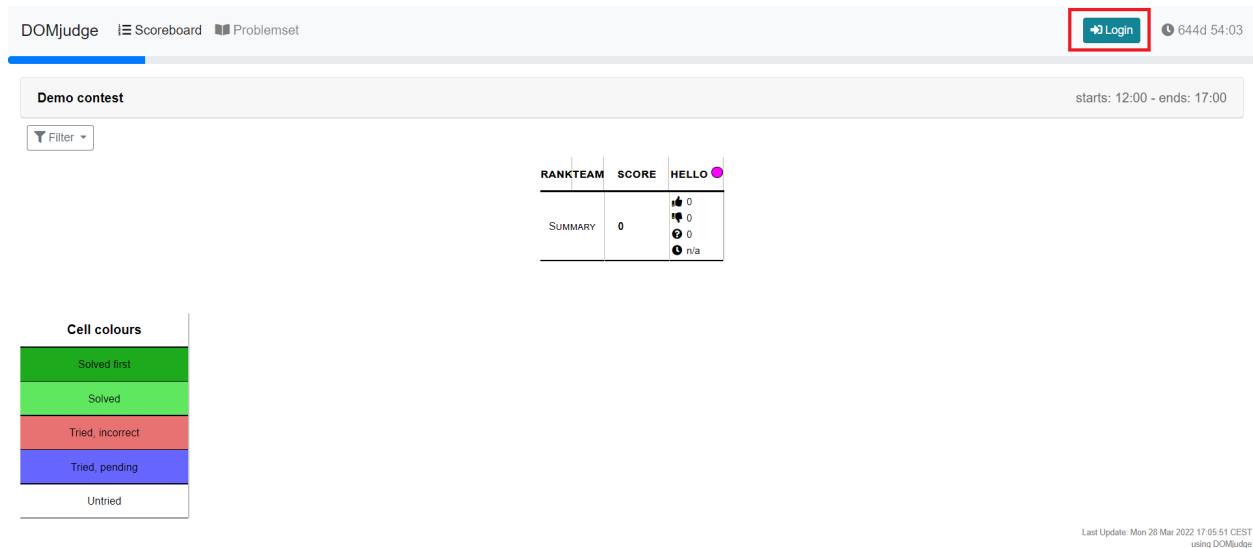 DOMjudge Scoreboard Problemset Login 644d 54:03
Demo contest starts: 12:00 - ends: 17:00
Filter
RANK TEAM SCORE HELLO
SUMMARY 0
0
0
0
n/a
Cell colours
Solved first
Solved
Tried, incorrect
Tried, pending
Untried
Last Update: Mon 28 Mar 2022 17:05:51 CEST
using DOMjudge